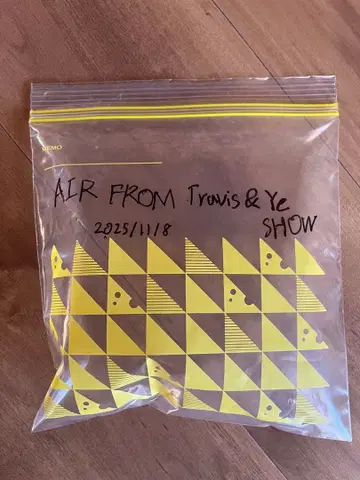 MEMO
AIR FROM Travis & Ye
2025/11/8 SHOW